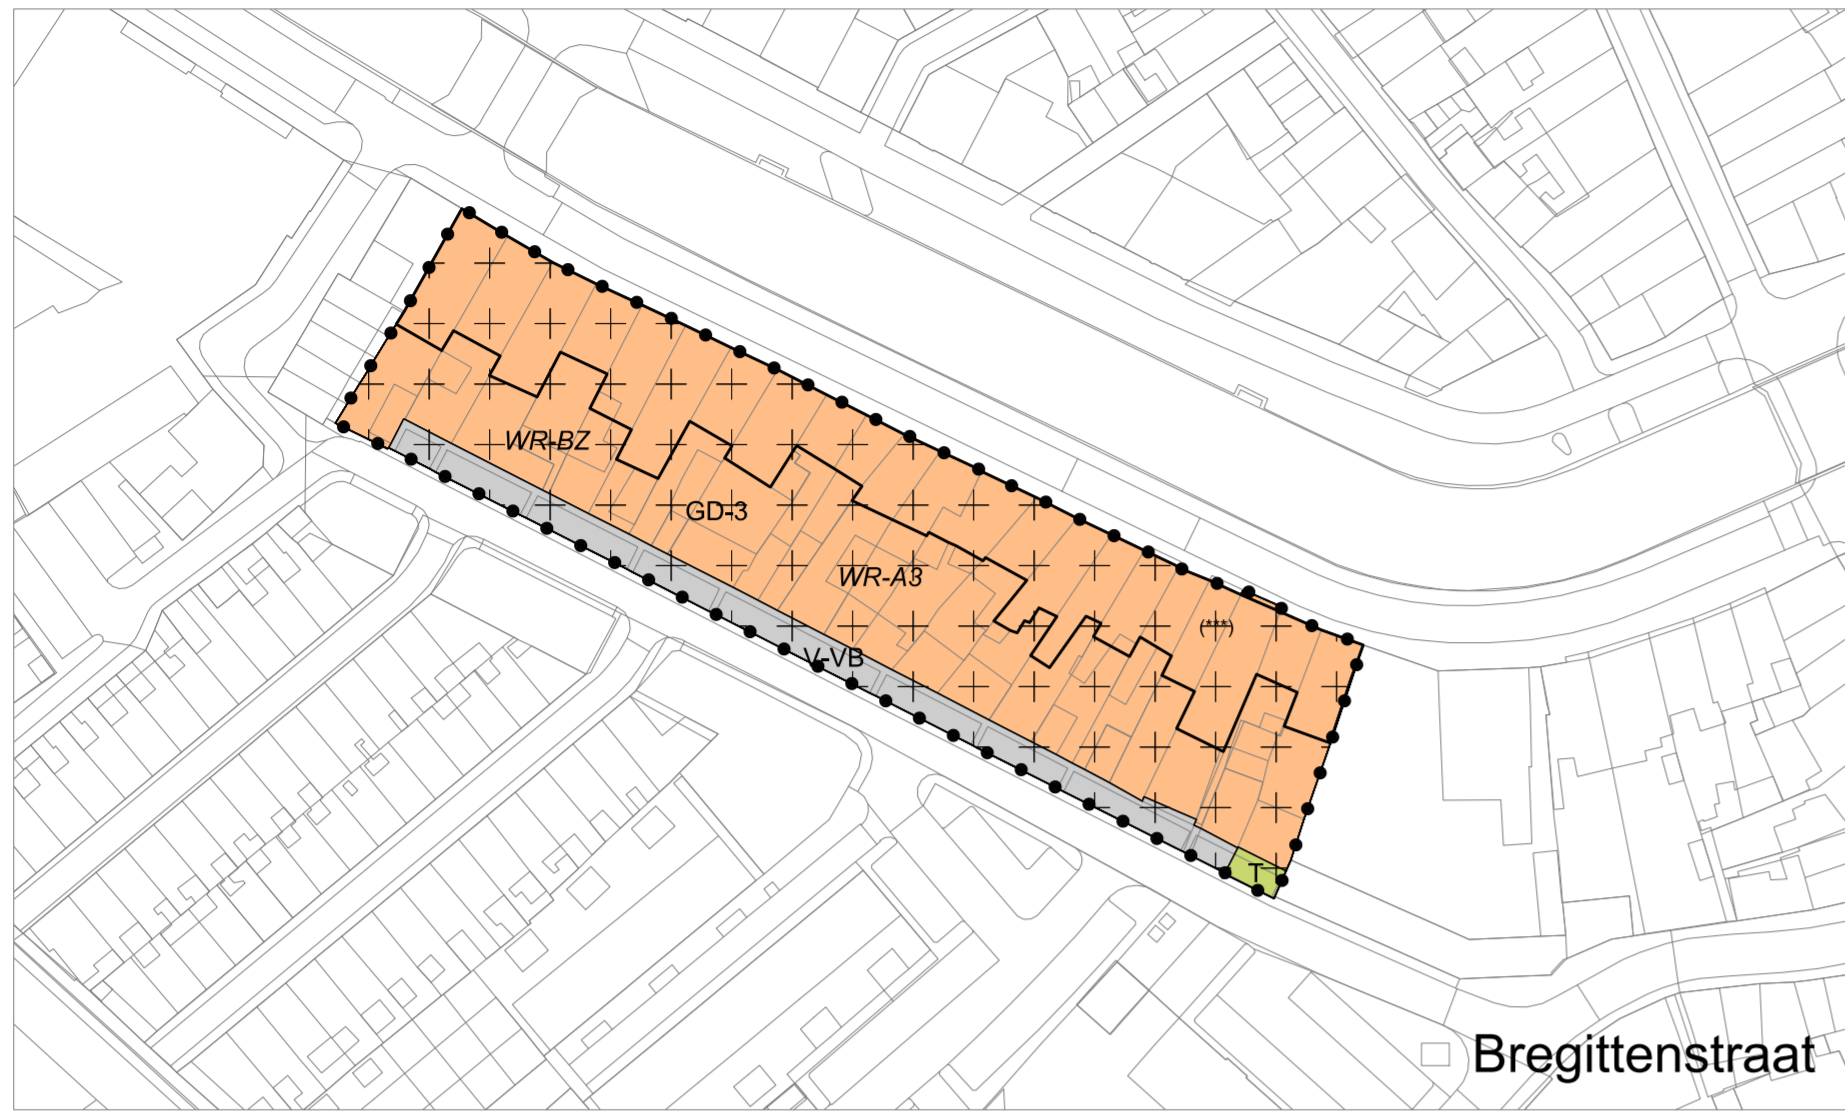 WR-BZ
GD-3
WR-A3
(***)
V-VB
T
Bregittenstraat